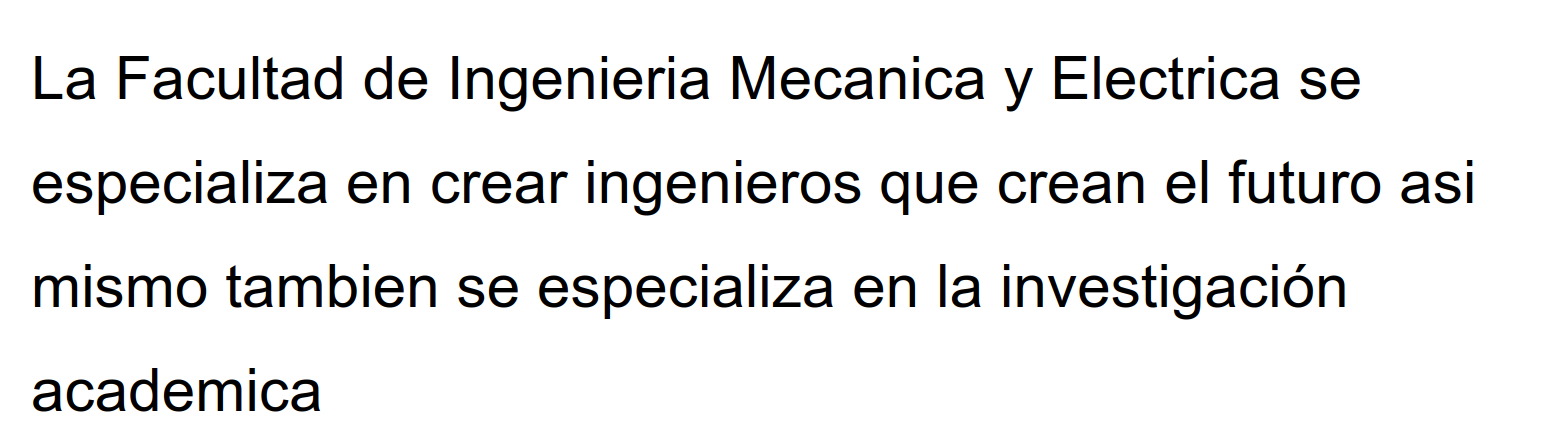 La Facultad de Ingenieria Mecanica y Electrica se
especializa en crear ingenieros que crean el futuro asi
mismo tambien se especializa en la investigación
academica